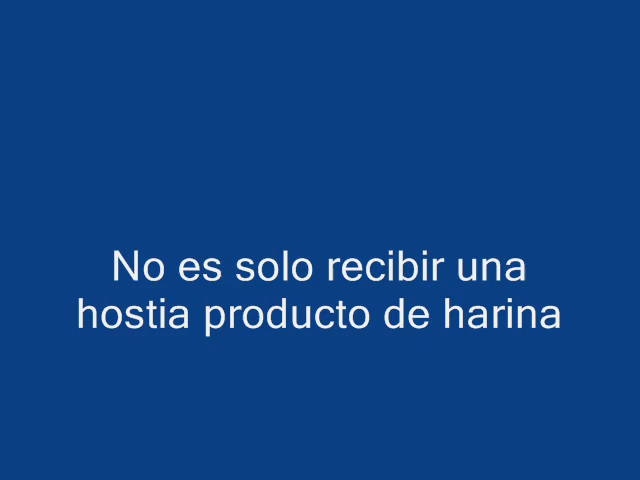 No es solo recibir una
hostia producto de harina